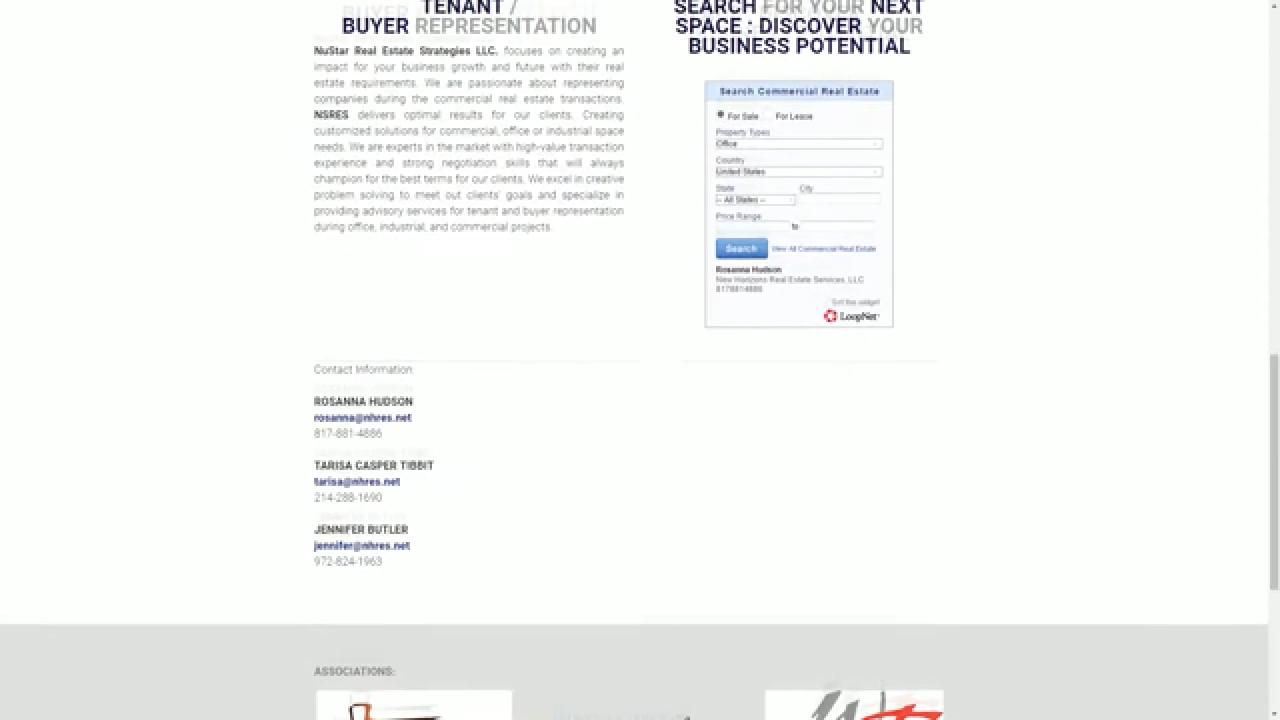 TENANT /
BUYER REPRESENTATION
NuStar Real Estate Strategies LLC. focuses on creating an
impact for your business growth and future with their real
estate requirements. We are passionate about representing
companies during the commercial real estate transactions.
NSRES delivers optimal results for our clients. Creating
customized solutions for commercial, office or industrial space
needs. We are experts in the market with high-value transaction
experience and strong negotiation skills that will always
champion for the best terms for our clients. We excel in creative
problem solving to meet out clients' goals and specialize in
providing advisory services for tenant and buyer representation
during office, industrial, and commercial projects.
SEARCH FOR YOUR NEXT
SPACE : DISCOVER YOUR
BUSINESS POTENTIAL
Search Commercial Real Estate
For Sale For Lease
Property Types
Office
Country
United States
State City
-- All States --
Price Range
to
Search View All Commercial Real Estate
Rosanna Hudson
New Horizons Real Estate Services, LLC
8178814886
Get this widget
LoopNet
Contact Information:
ROSANNA HUDSON
rosanna@nhres.net
817-881-4886
TARISA CASPER TIBBIT
tarisa@nhres.net
214-288-1690
JENNIFER BUTLER
jennifer@nhres.net
972-824-1963
ASSOCIATIONS: